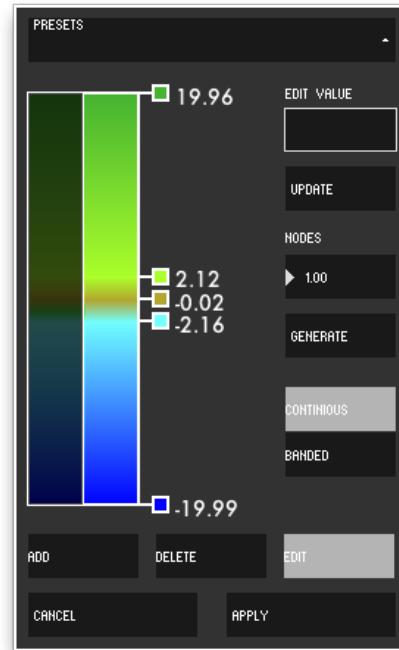 PRESETS
19.96
EDIT VALUE
UPDATE
NODES
2.12
1.00
-0.02
-2.16
GENERATE
CONTINIOUS
BANDED
-19.99
ADD DELETE EDIT
CANCEL APPLY